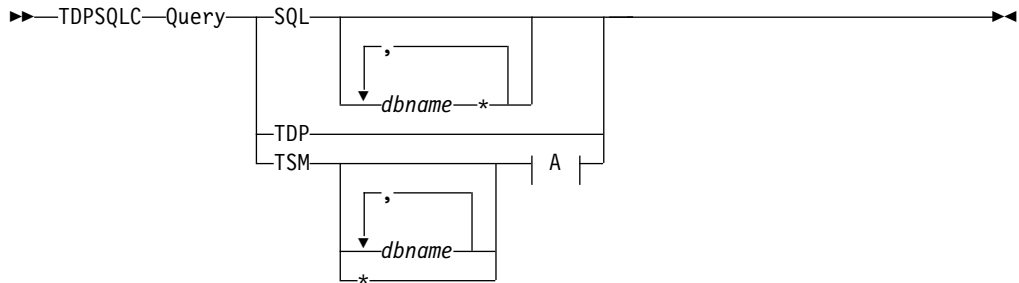 TDPSQLC Query SQL
,
dbname *
TDP
TSM A
,
dbname
*